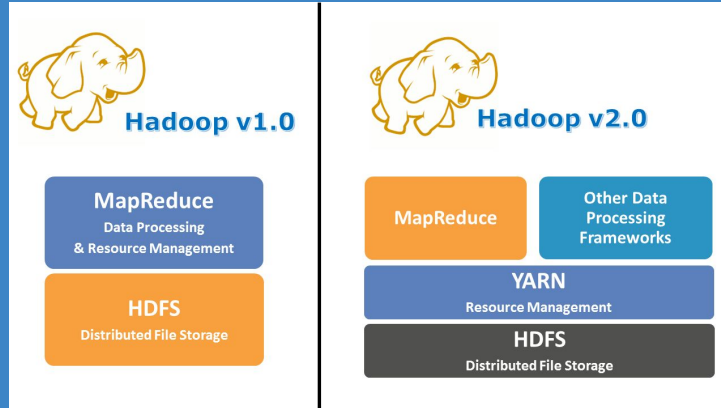 Hadoop v1.0
MapReduce
Data Processing
& Resource Management
HDFS
Distributed File Storage
Hadoop v2.0
MapReduce
Other Data
Processing
Frameworks
YARN
Resource Management
HDFS
Distributed File Storage